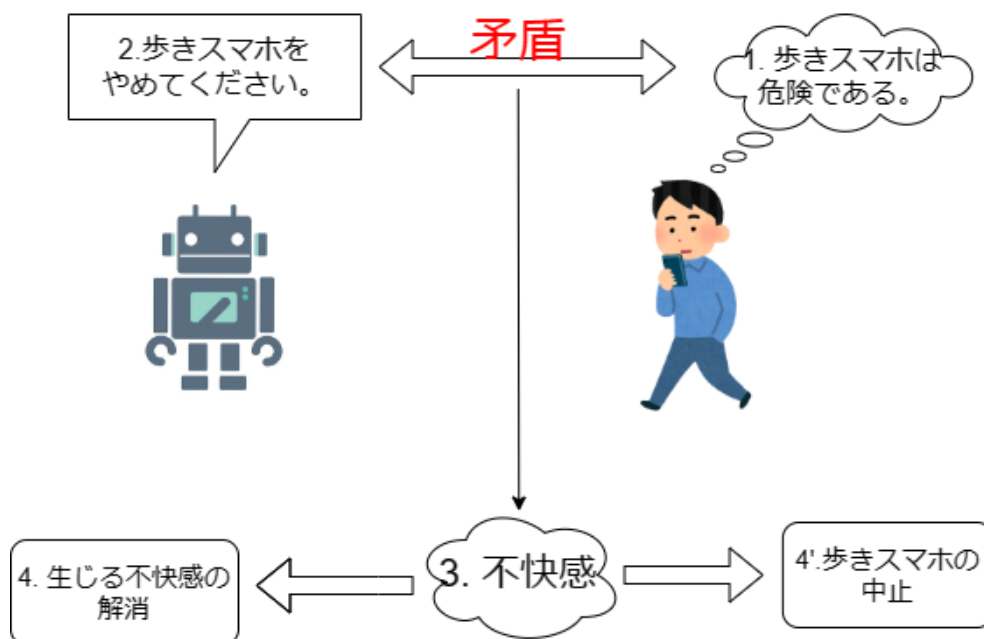 2.歩きスマホを
やめてください。
矛盾
1. 歩きスマホは
危険である。
3. 不快感
4. 生じる不快感の
解消
4'.歩きスマホの
中止